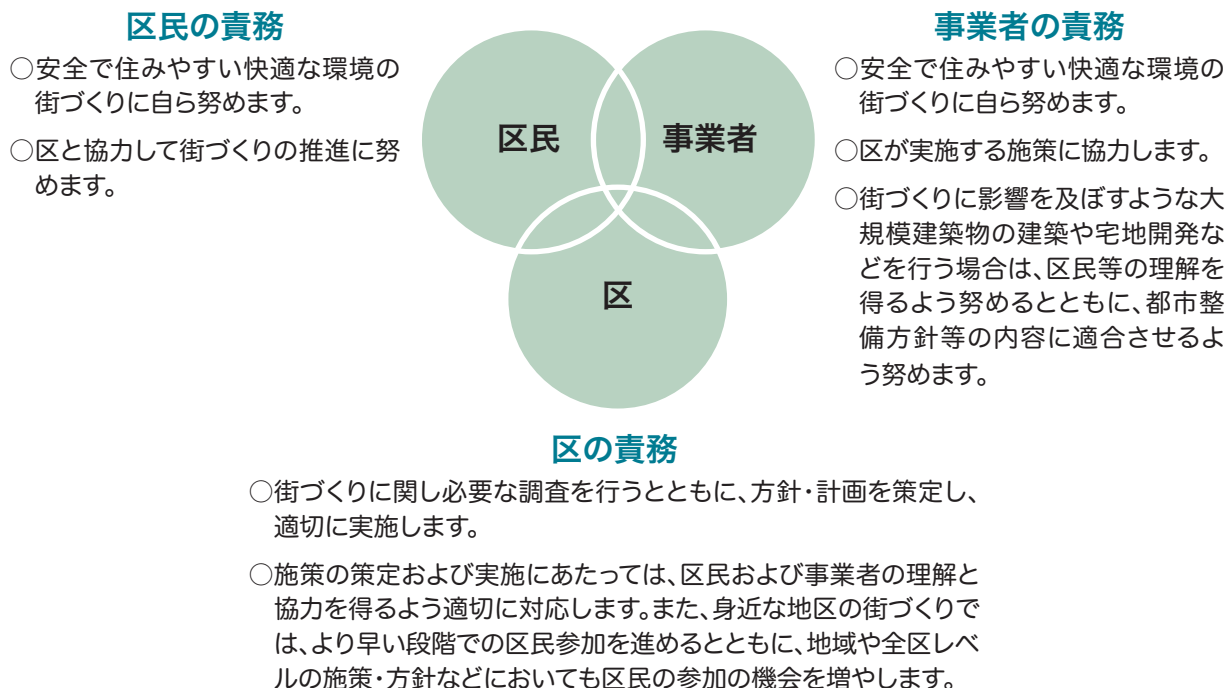 区民の責務
○安全で住みやすい快適な環境の
街づくりに自ら努めます。
○区と協力して街づくりの推進に努
めます。
区民
事業者
区
事業者の責務
○安全で住みやすい快適な環境の
街づくりに自ら努めます。
○区が実施する施策に協力します。
○街づくりに影響を及ぼすような大
規模建築物の建築や宅地開発な
どを行う場合は、区民等の理解を
得るよう努めるとともに、都市整
備方針等の内容に適合させるよ
う努めます。
区の責務
○街づくりに関し必要な調査を行うとともに、方針・計画を策定し、
適切に実施します。
○施策の策定および実施にあたっては、区民および事業者の理解と
協力を得るよう適切に対応します。また、身近な地区の街づくりで
は、より早い段階での区民参加を進めるとともに、地域や全区レベ
ルの施策・方針などにおいても区民の参加の機会を増やします。